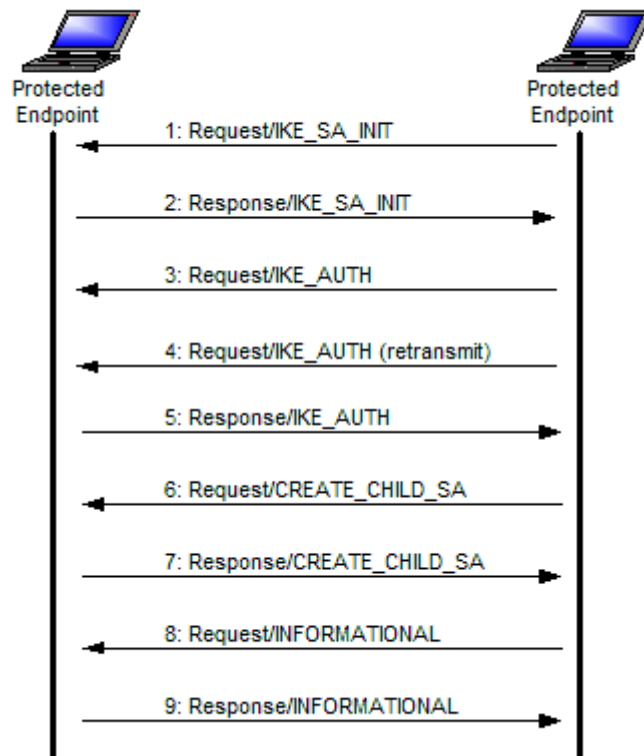 Protected
Endpoint
Protected
Endpoint
1: Request/IKE_SA_INIT
2: Response/IKE_SA_INIT
3: Request/IKE_AUTH
4: Request/IKE_AUTH (retransmit)
5: Response/IKE_AUTH
6: Request/CREATE_CHILD_SA
7: Response/CREATE_CHILD_SA
8: Request/INFORMATIONAL
9: Response/INFORMATIONAL